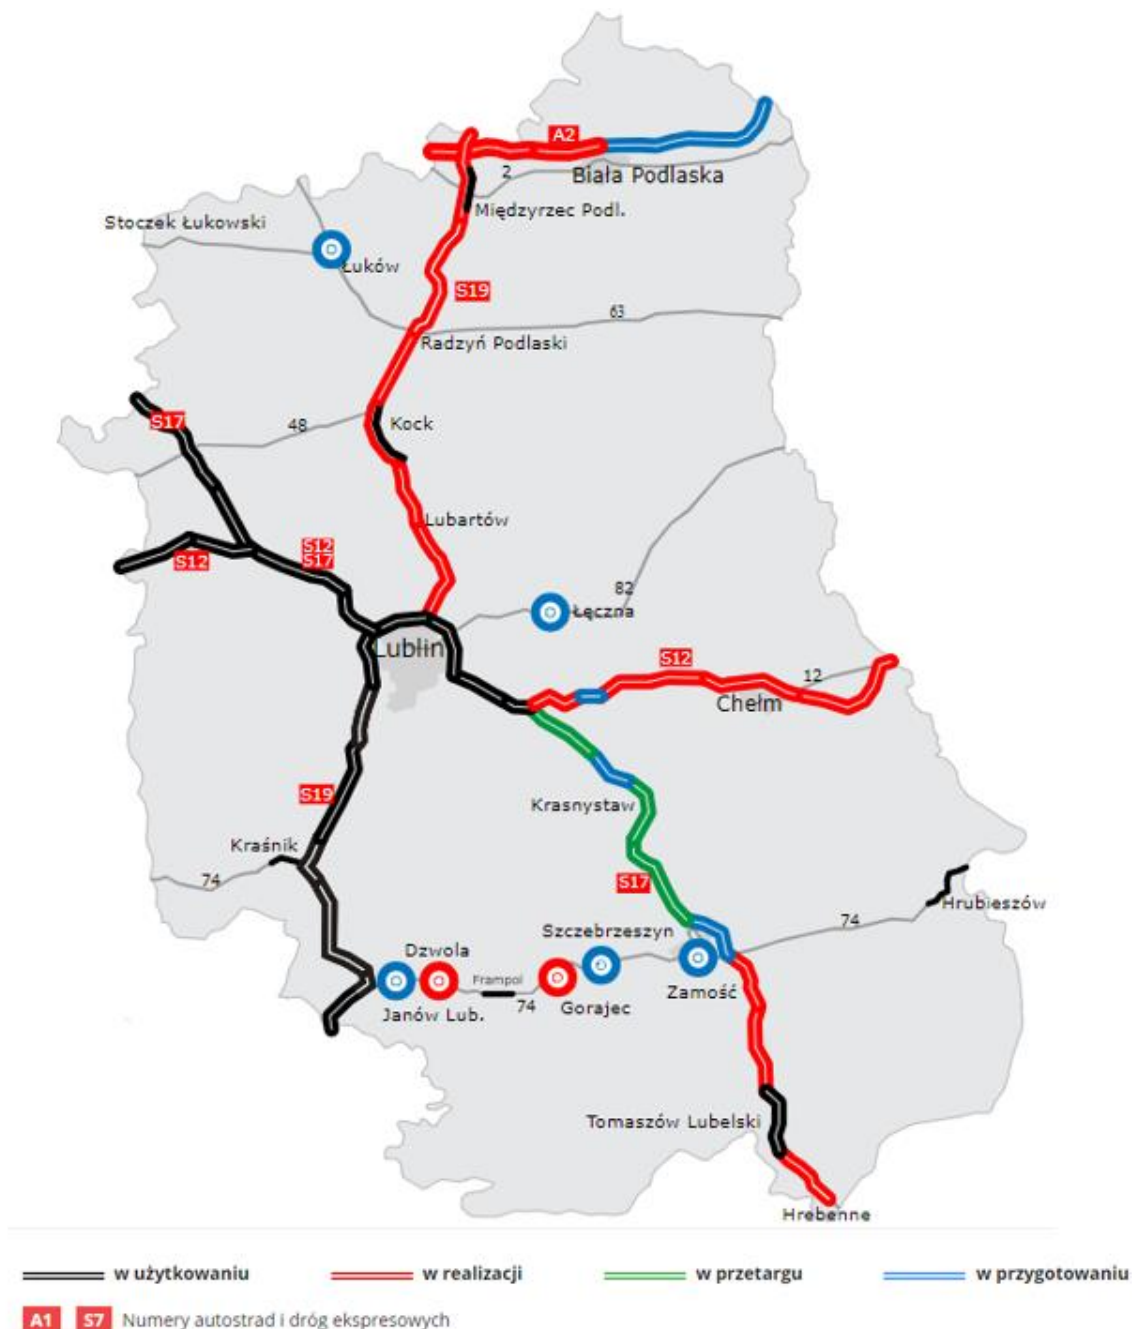 A2
Biała Podlaska
2
Międzyrzec Podl.
Stoczek Łukowski
Łuków
S19
63
Radzyń Podlaski
S17
48
Kock
Lubartów
S12
S17
S12
82
Łęczna
Lublin
S12
12
Chełm
S19
Krasnystaw
Kraśnik
74
S17
Hrubieszów
74
Szczebrzeszyn
Dzwola
Frampol
Zamość
74
Gorajec
Janów Lub.
Tomaszów Lubelski
Hrebenne
w użytkowaniu
w realizacji
w przetargu
w przygotowaniu
A1 S7 Numery autostrad i dróg ekspresowych